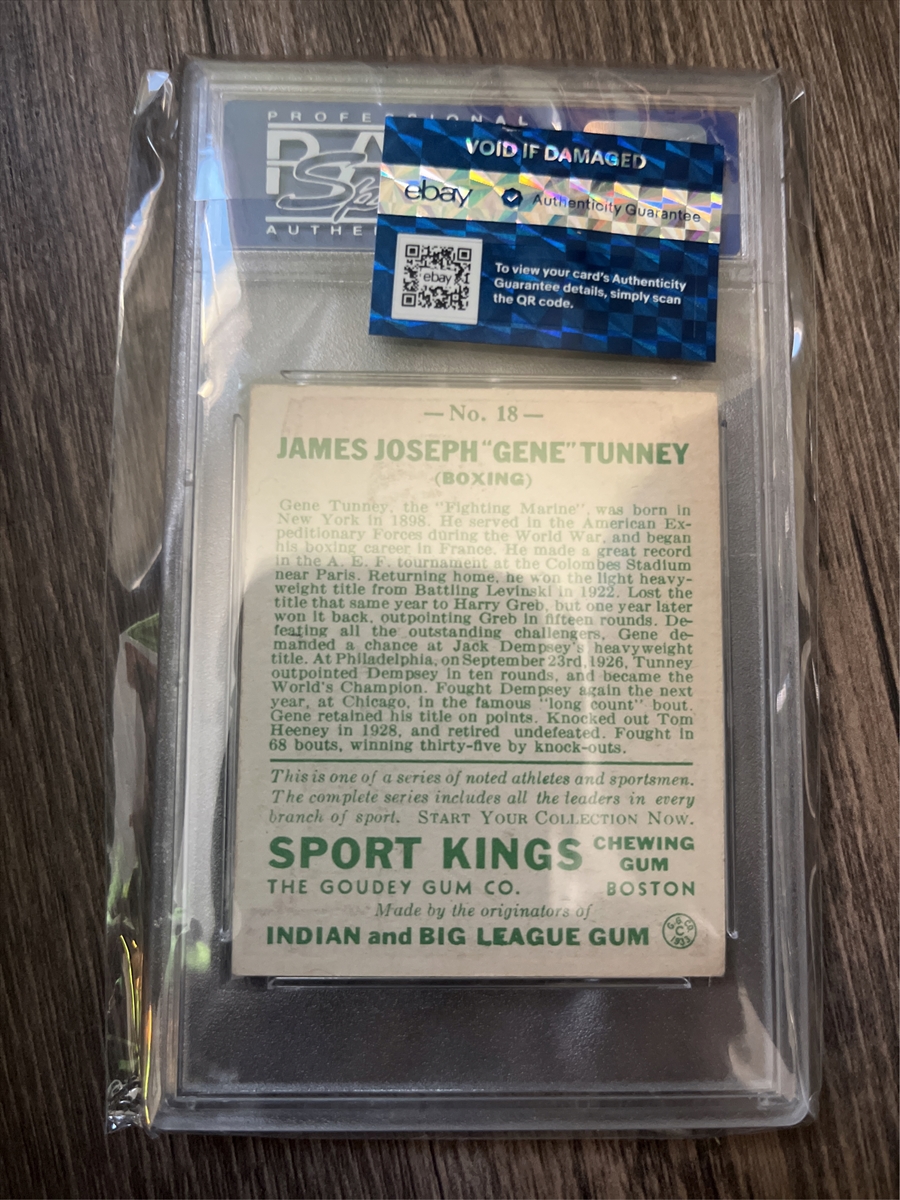 PROFESSIONAL
VOID IF DAMAGED
ebay Authenticity Guarantee
ebay
To view your card's Authenticity
Guarantee details, simply scan
the QR code.
— No. 18 —
JAMES JOSEPH "GENE" TUNNEY
(BOXING)
Gene Tunney, the "Fighting Marine", was born in
New York in 1898. He served in the American Ex-
peditionary Forces during the World War, and began
his boxing career in France. He made a great record
in the A. E. F. tournament at the Colombes Stadium
near Paris. Returning home, he won the light heavy-
weight title from Battling Levinski in 1922. Lost the
title that same year to Harry Greb, but one year later
won it back, outpointing Greb in fifteen rounds. De-
feating all the outstanding challengers, Gene de-
manded a chance at Jack Dempsey's heavyweight
title. At Philadelphia, on September 23rd, 1926, Tunney
outpointed Dempsey in ten rounds, and became the
World's Champion. Fought Dempsey again the next
year, at Chicago, in the famous "long count" bout.
Gene retained his title on points. Knocked out Tom
Heeney in 1928, and retired undefeated. Fought in
68 bouts, winning thirty-five by knock-outs.
This is one of a series of noted athletes and sportsmen.
The complete series includes all the leaders in every
branch of sport. START YOUR COLLECTION NOW.
SPORT KINGS CHEWING
GUM
THE GOUDEY GUM CO. BOSTON
Made by the originators of
INDIAN and BIG LEAGUE GUM
G.G.Co.
C
1933